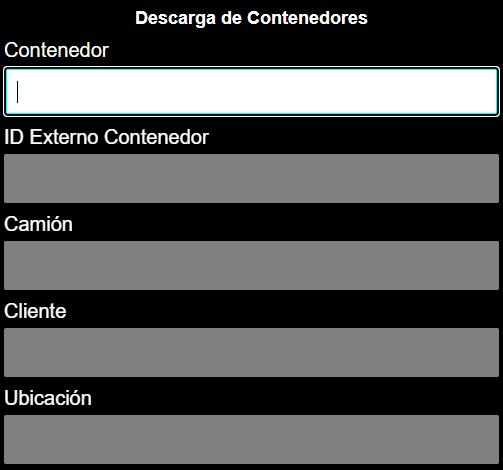 Descarga de Contenedores
Contenedor
ID Externo Contenedor
Camión
Cliente
Ubicación